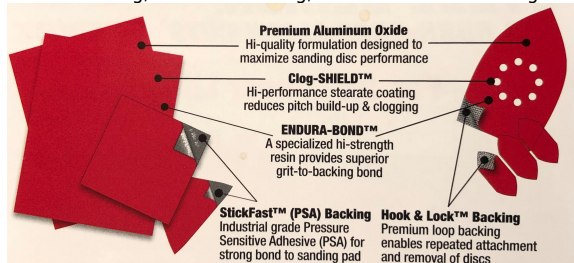 Premium Aluminum Oxide
Hi-quality formulation designed to
maximize sanding disc performance
Clog-SHIELD™
Hi-performance stearate coating
reduces pitch build-up & clogging
ENDURA-BOND™
A specialized hi-strength
resin provides superior
grit-to-backing bond
StickFast™ (PSA) Backing
Industrial grade Pressure
Sensitive Adhesive (PSA) for
strong bond to sanding pad
Hook & Lock™ Backing
Premium loop backing
enables repeated attachment
and removal of discs